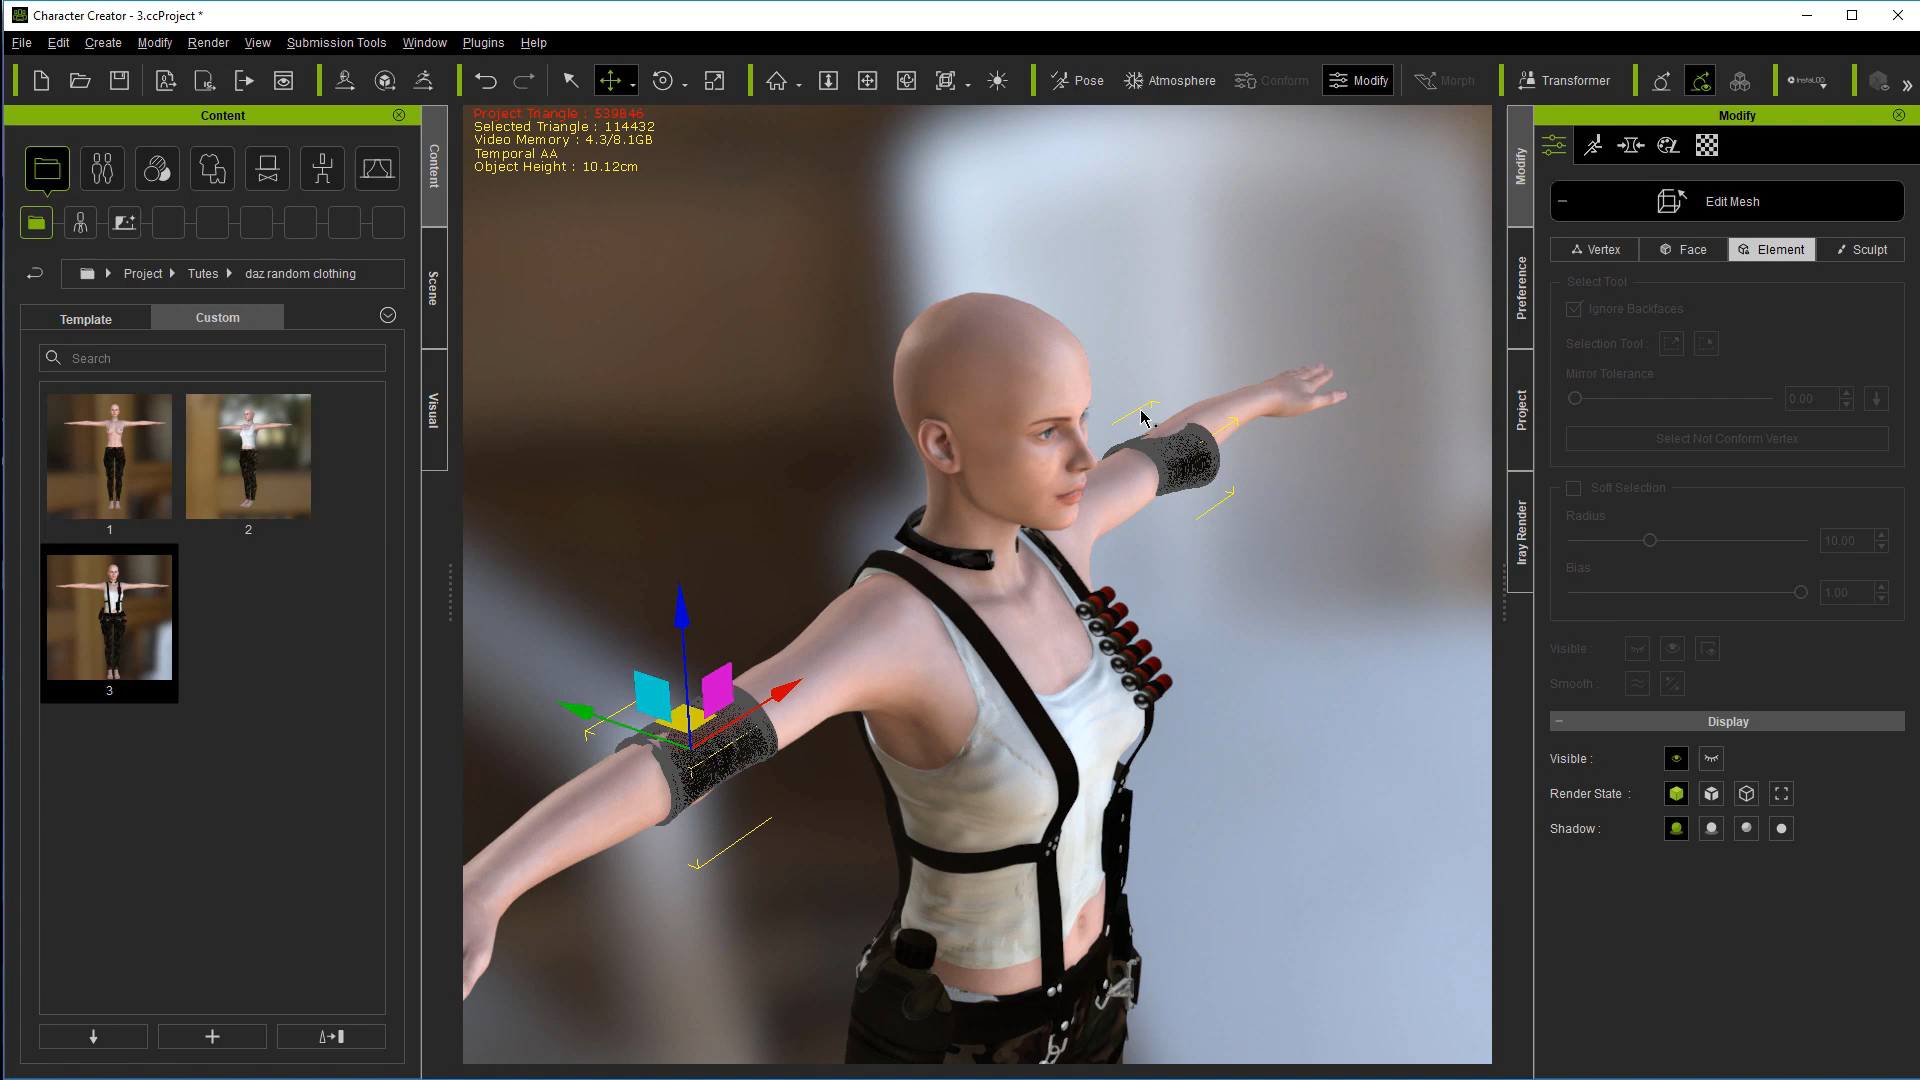 Character Creator - 3.ccProject *
File Edit Create Modify Render View Submission Tools Window Plugins Help
Pose Atmosphere Conform Modify Morph Transformer InstaLOD
Content
Project Tutes daz random clothing
Template Custom
Search
1 2
3
Content
Scene
Visual
Project Triangle : 539846
Selected Triangle : 114432
Video Memory : 4.3/8.1GB
Temporal AA
Object Height : 10.12cm
Modify
Preference
Project
Iray Render
Modify
Edit Mesh
Vertex Face Element Sculpt
Select Tool
Ignore Backfaces
Selection Tool :
Mirror Tolerance
0.00
Select Not Conform Vertex
Soft Selection
Radius
10.00
Bias
1.00
Visible :
Smooth :
Display
Visible :
Render State :
Shadow :